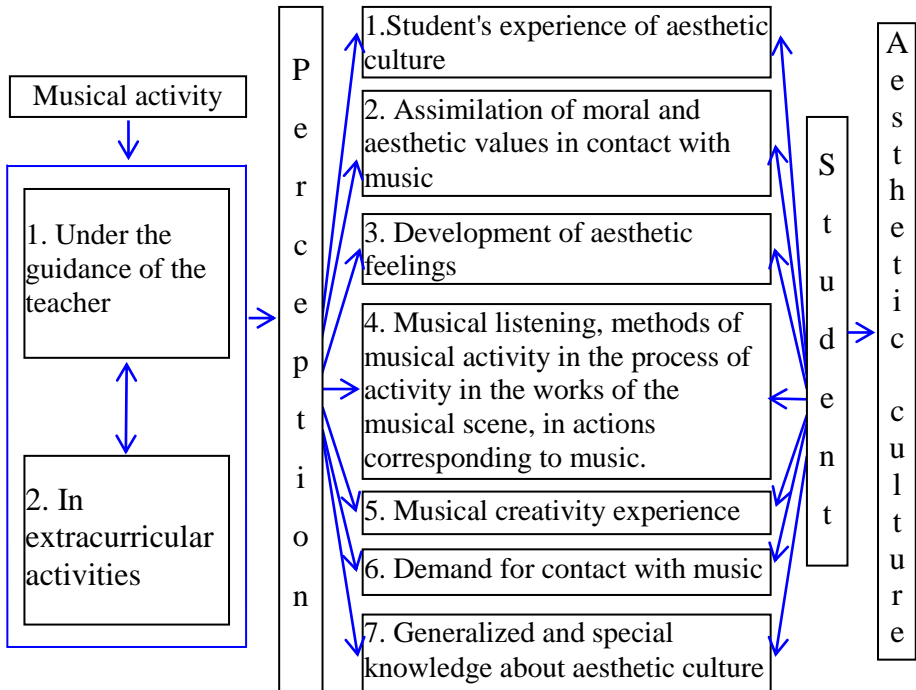 Musical activity
1. Under the
guidance of the
teacher
2. In
extracurricular
activities
Perception
1.Student's experience of aesthetic
culture
2. Assimilation of moral and
aesthetic values in contact with
music
3. Development of aesthetic
feelings
4. Musical listening, methods of
musical activity in the process of
activity in the works of the
musical scene, in actions
corresponding to music.
5. Musical creativity experience
6. Demand for contact with music
7. Generalized and special
knowledge about aesthetic culture
Student
Aesthetic culture